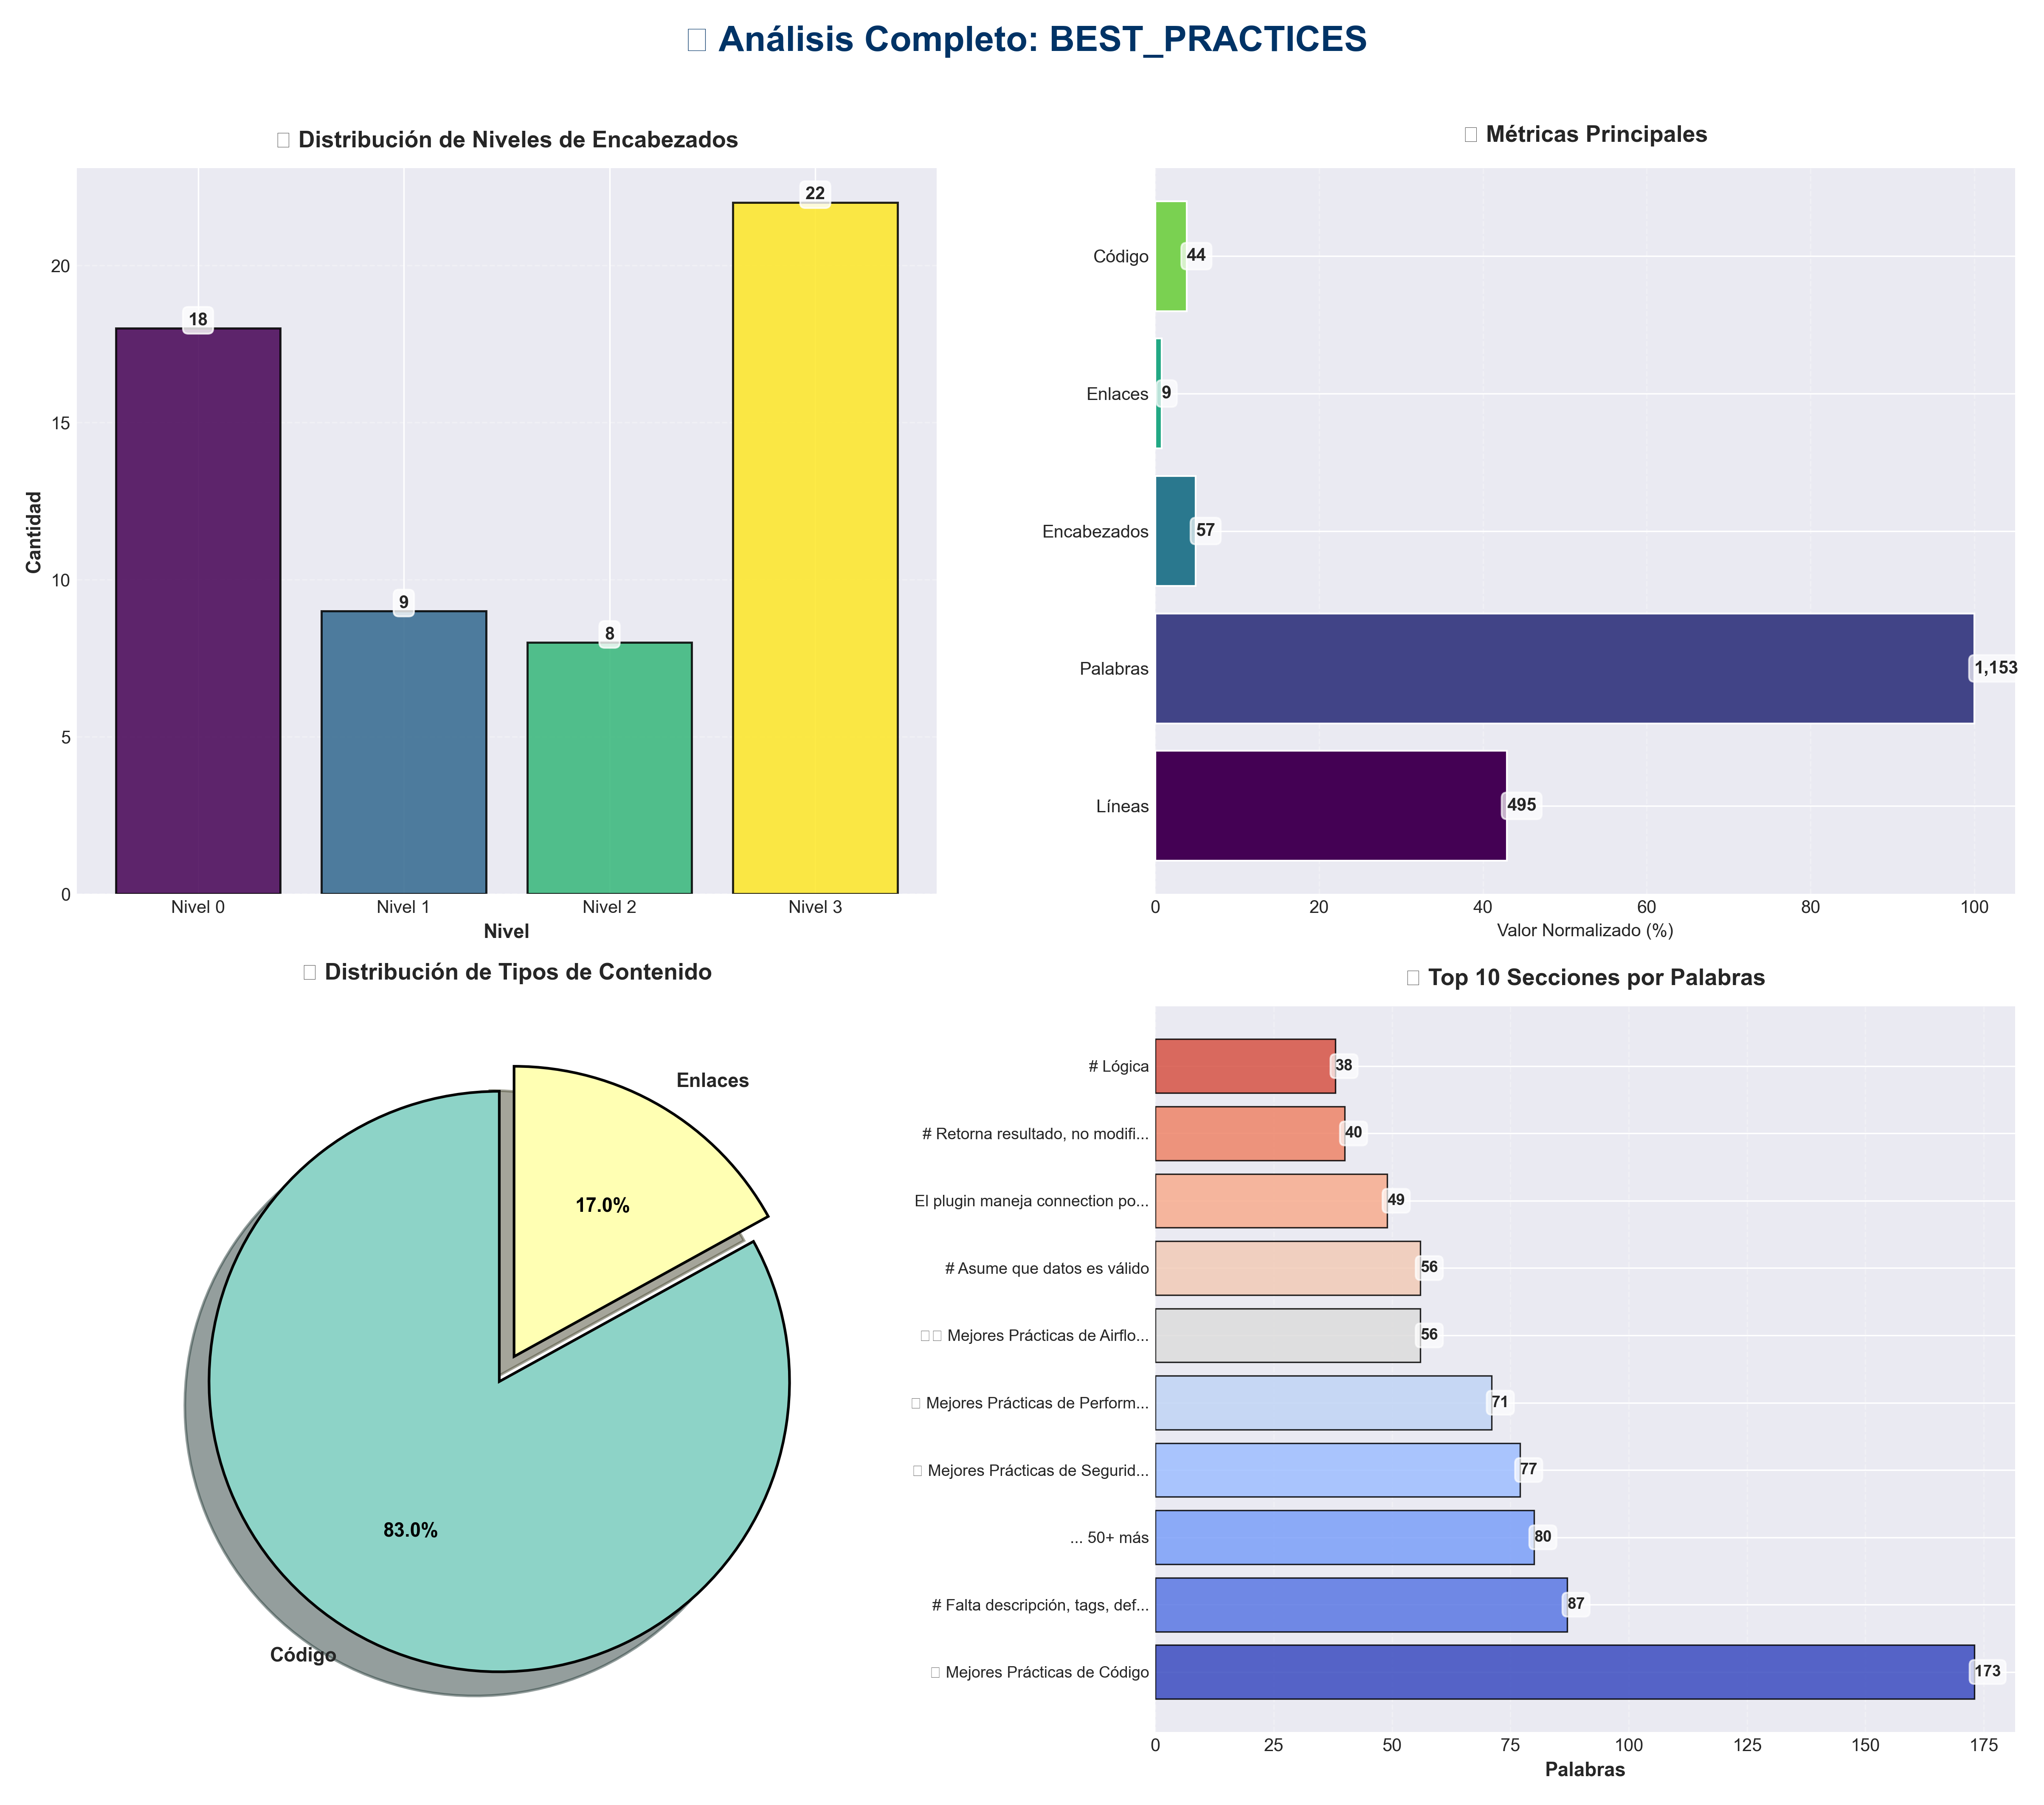 Análisis Completo: BEST_PRACTICES
Distribución de Niveles de Encabezados
Cantidad
20
15
10
5
0
18
9
8
22
Nivel 0
Nivel 1
Nivel 2
Nivel 3
Nivel
Métricas Principales
Código
44
Enlaces
9
Encabezados
57
Palabras
1,153
Líneas
495
0
20
40
60
80
100
Valor Normalizado (%)
Distribución de Tipos de Contenido
Enlaces
17.0%
83.0%
Código
Top 10 Secciones por Palabras
# Lógica
38
# Retorna resultado, no modifi...
40
El plugin maneja connection po...
49
# Asume que datos es válido
56
Mejores Prácticas de Airflo...
56
Mejores Prácticas de Perform...
71
Mejores Prácticas de Segurid...
77
... 50+ más
80
# Falta descripción, tags, def...
87
Mejores Prácticas de Código
173
0
25
50
75
100
125
150
175
Palabras